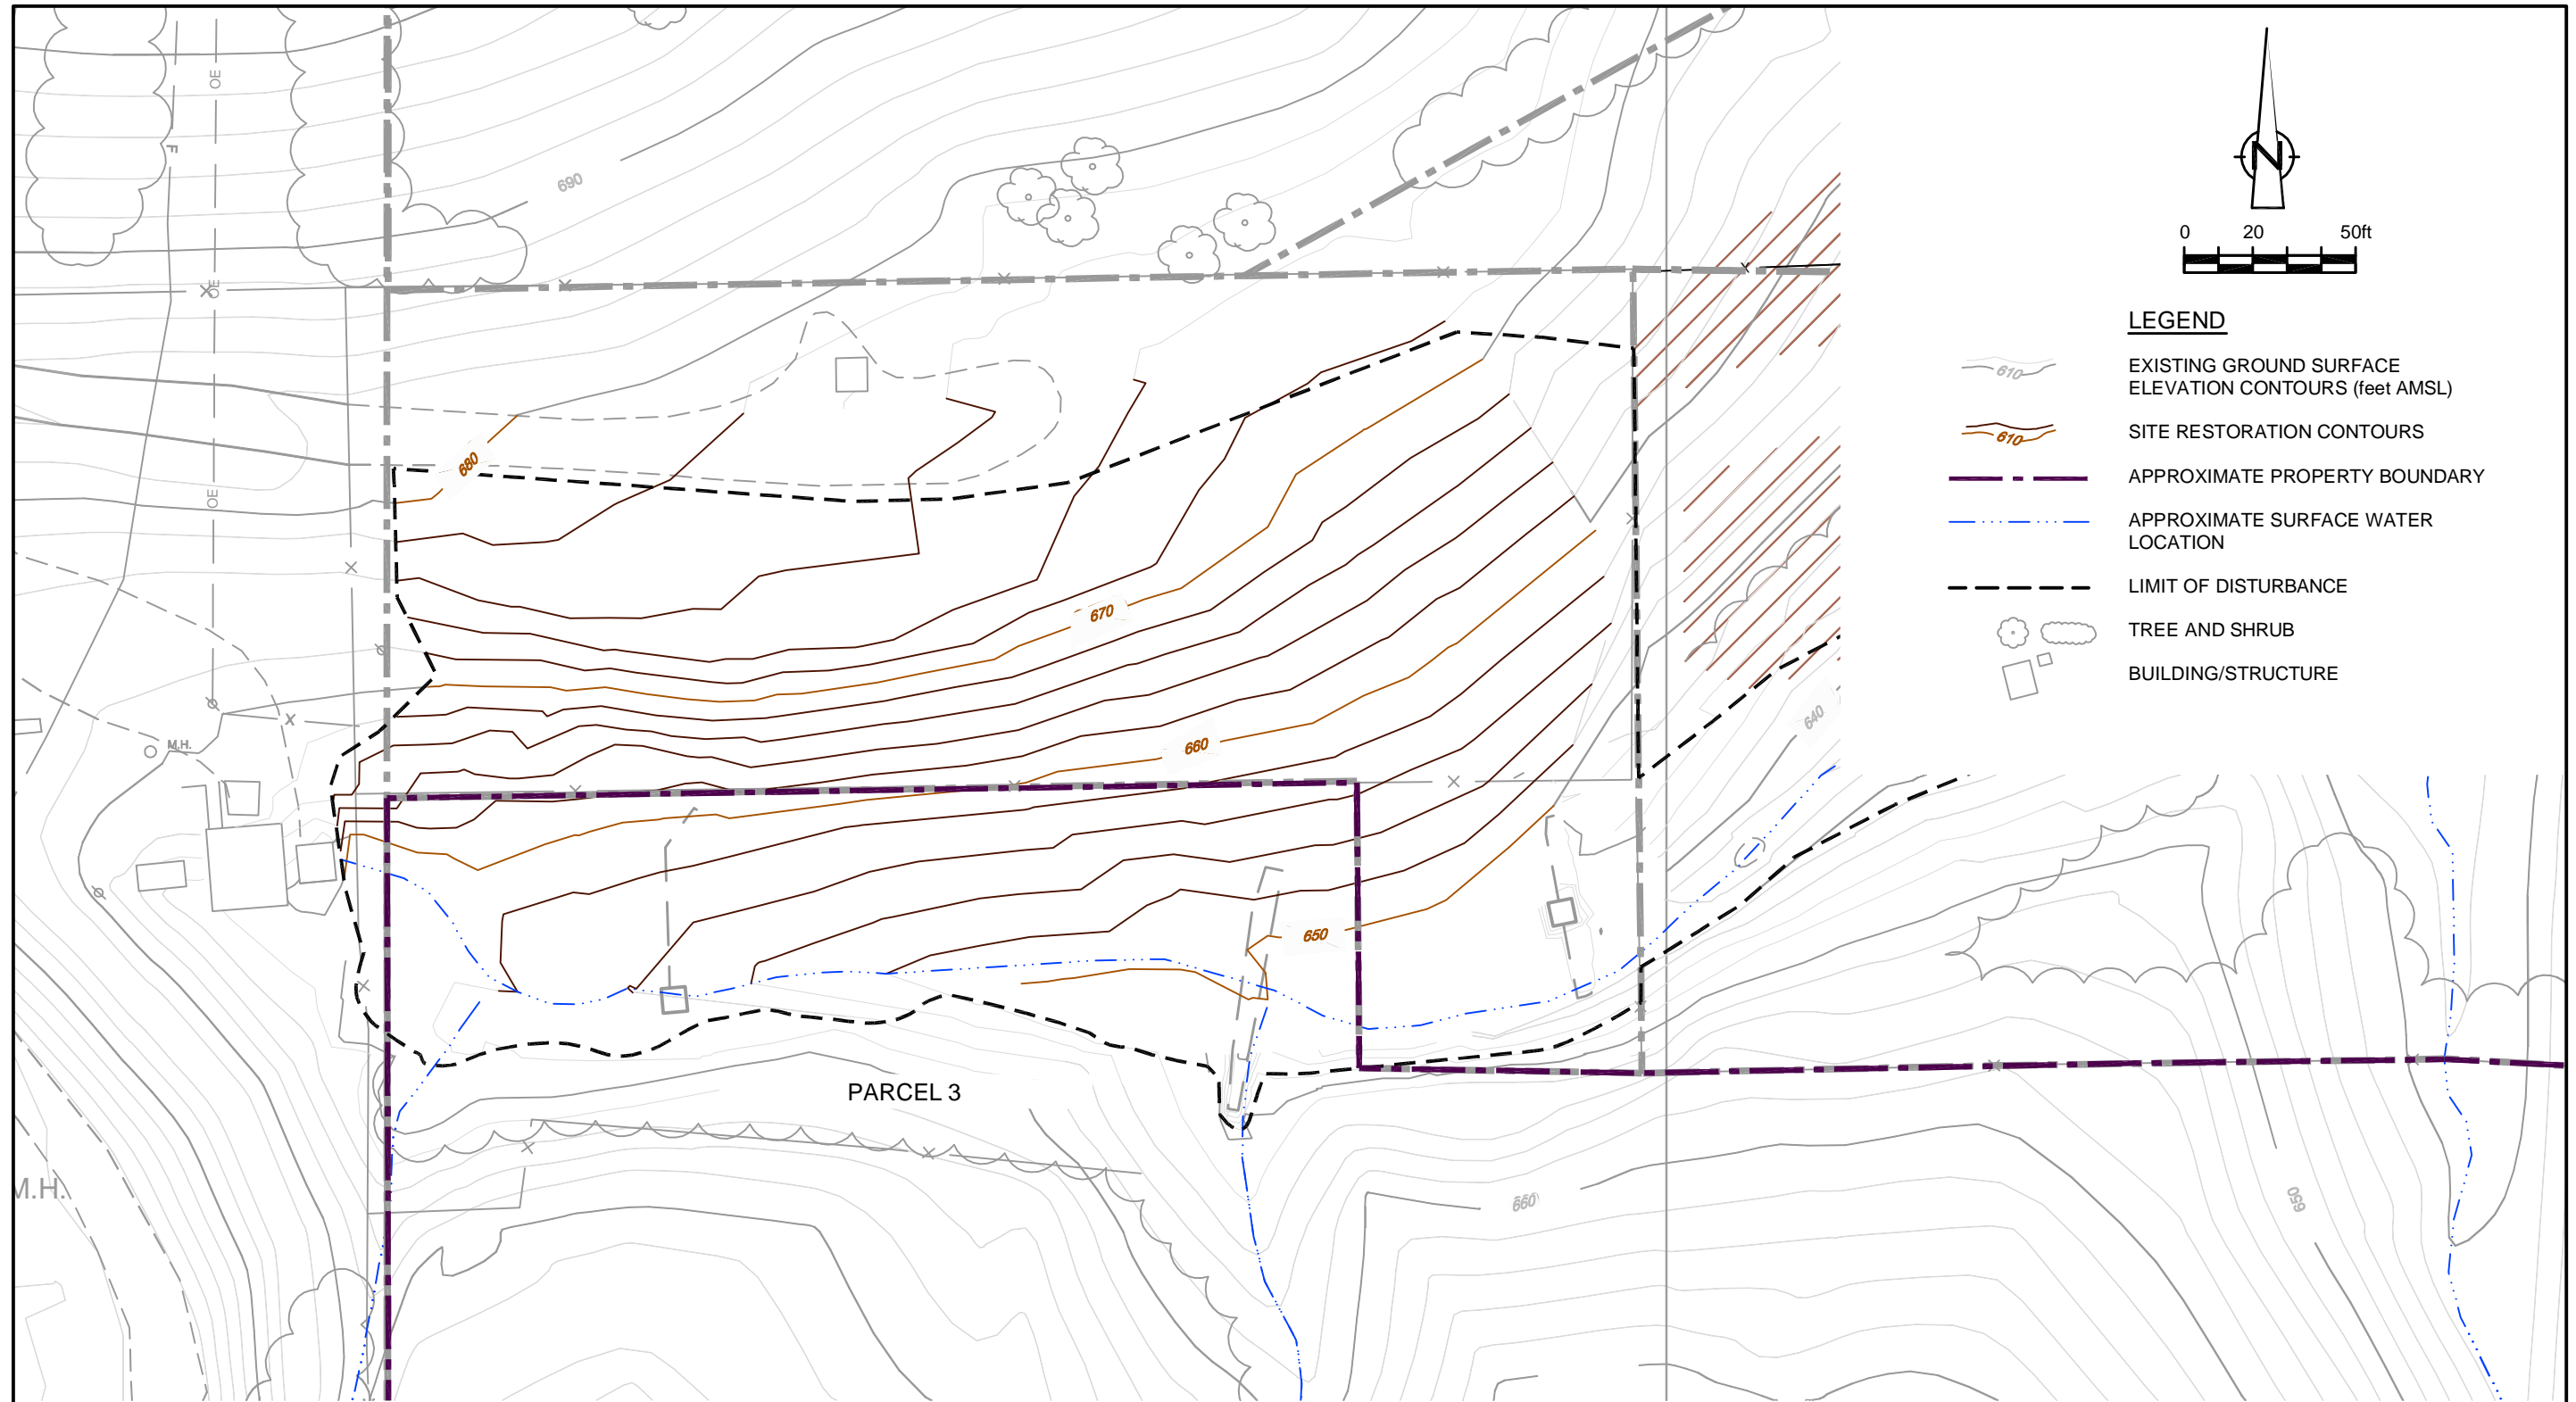 OE
F
690
OE
OE
680
670
660
M.H.
650
640
M.H.
PARCEL 3
660
650
N
0 20 50ft
LEGEND
610
EXISTING GROUND SURFACE
ELEVATION CONTOURS (feet AMSL)
610
SITE RESTORATION CONTOURS
APPROXIMATE PROPERTY BOUNDARY
APPROXIMATE SURFACE WATER
LOCATION
LIMIT OF DISTURBANCE
TREE AND SHRUB
BUILDING/STRUCTURE